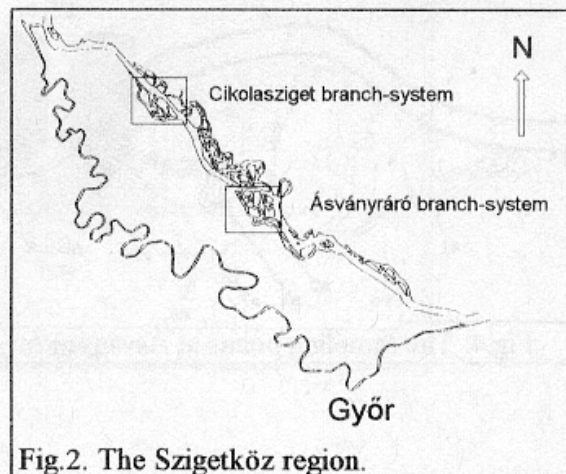 N
Cikolasziget branch-system
Ásványráró branch-system
Győr
Fig.2. The Szigetköz region.